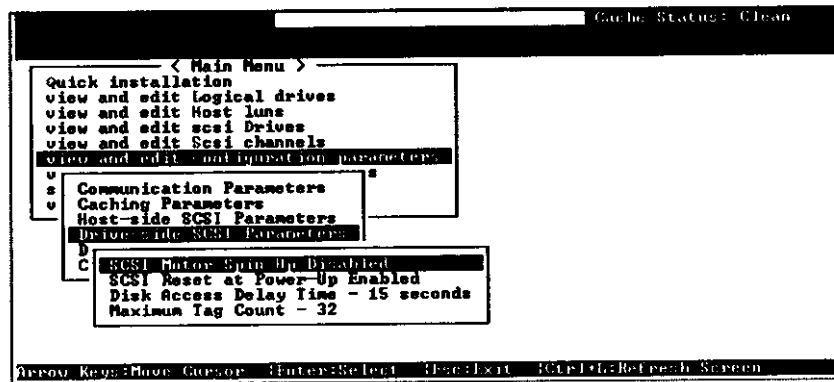 Cache Status: Clean
< Main Menu >
Quick installation
view and edit Logical drives
view and edit Host luns
view and edit scsi Drives
view and edit Scsi channels
view and edit configuration parameters
v s
s Communication Parameters
v Caching Parameters
Host-side SCSI Parameters
Drive-side SCSI Parameters
D
C SCSI Motor Spin Up Disabled
SCSI Reset at Power-Up Enabled
Disk Access Delay Time - 15 seconds
Maximum Tag Count - 32
Arrow Keys:Move Cursor |Enter:Select |Esc:Exit |Ctrl+L:Refresh Screen